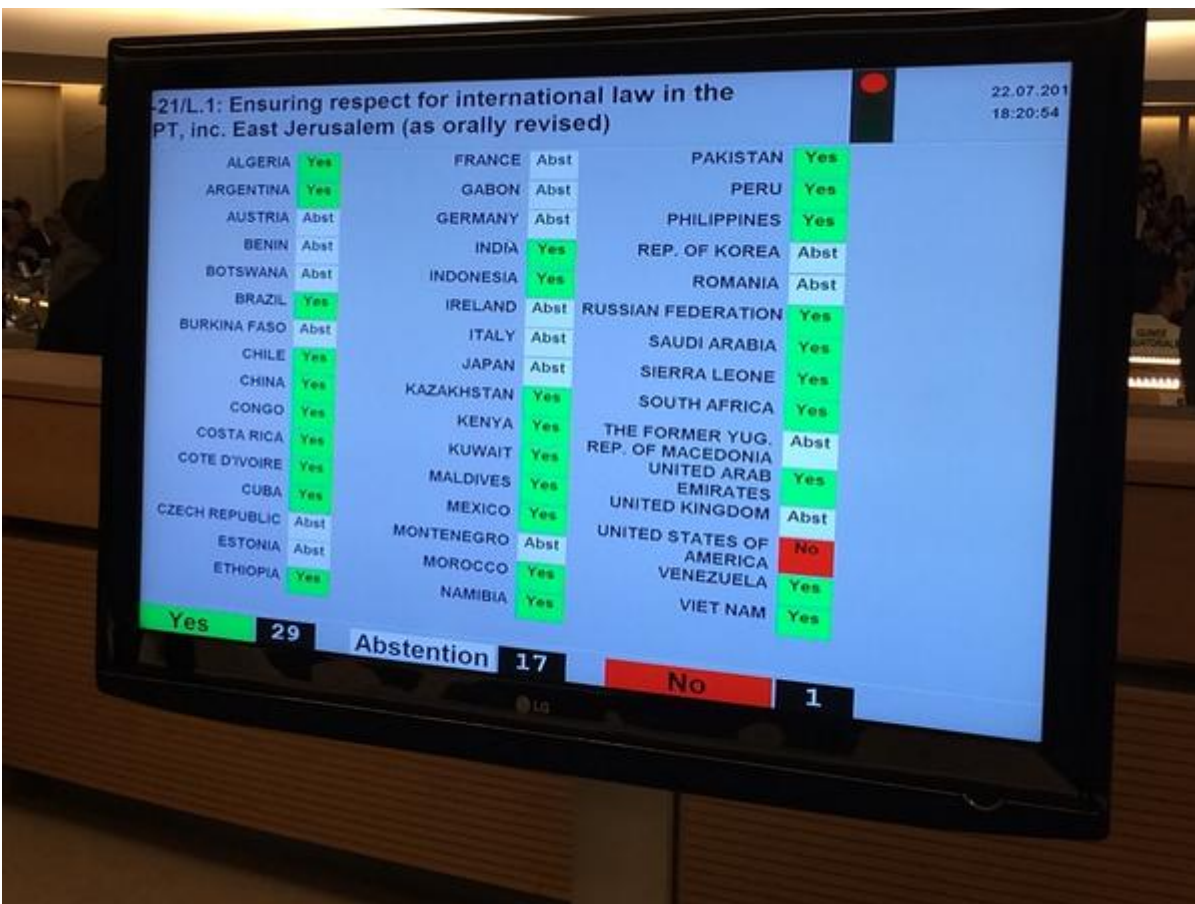 -21/L.1: Ensuring respect for international law in the
PT, inc. East Jerusalem (as orally revised)
22.07.201
18:20:54
ALGERIA Yes
ARGENTINA Yes
AUSTRIA Abst
BENIN Abst
BOTSWANA Abst
BRAZIL Yes
BURKINA FASO Abst
CHILE Yes
CHINA Yes
CONGO Yes
COSTA RICA Yes
COTE D'IVOIRE Yes
CUBA Yes
CZECH REPUBLIC Abst
ESTONIA Abst
ETHIOPIA Yes
FRANCE Abst
GABON Abst
GERMANY Abst
INDIA Yes
INDONESIA Yes
IRELAND Abst
ITALY Abst
JAPAN Abst
KAZAKHSTAN Yes
KENYA Yes
KUWAIT Yes
MALDIVES Yes
MEXICO Yes
MONTENEGRO Abst
MOROCCO Yes
NAMIBIA Yes
PAKISTAN Yes
PERU Yes
PHILIPPINES Yes
REP. OF KOREA Abst
ROMANIA Abst
RUSSIAN FEDERATION Yes
SAUDI ARABIA Yes
SIERRA LEONE Yes
SOUTH AFRICA Yes
THE FORMER YUG. Abst
REP. OF MACEDONIA
UNITED ARAB Yes
EMIRATES
UNITED KINGDOM Abst
UNITED STATES OF No
AMERICA
VENEZUELA Yes
VIET NAM Yes
Yes 29
Abstention 17
No 1
LG